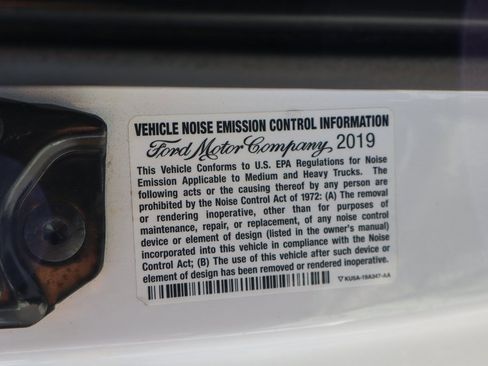 VEHICLE NOISE EMISSION CONTROL INFORMATION
Ford Motor Company 2019
This Vehicle Conforms to U.S. EPA Regulations for Noise
Emission Applicable to Medium and Heavy Trucks. The
following acts or the causing thereof by any person are
prohibited by the Noise Control Act of 1972: (A) The removal
or rendering inoperative, other than for purposes of
maintenance, repair, or replacement, of any noise control
device or element of design (listed in the owner's manual)
incorporated into this vehicle in compliance with the Noise
Control Act; (B) The use of this vehicle after such device or
element of design has been removed or rendered inoperative.
KU5A-19A347-AA